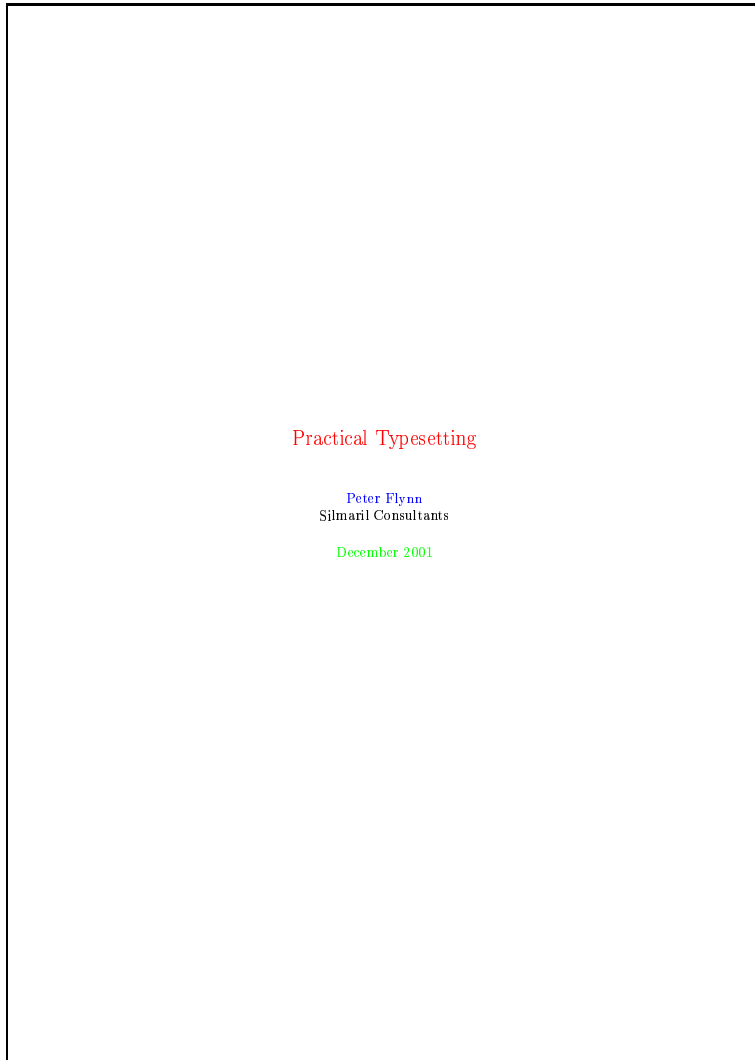 Practical Typesetting
Peter Flynn
Silmaril Consultants
December 2001